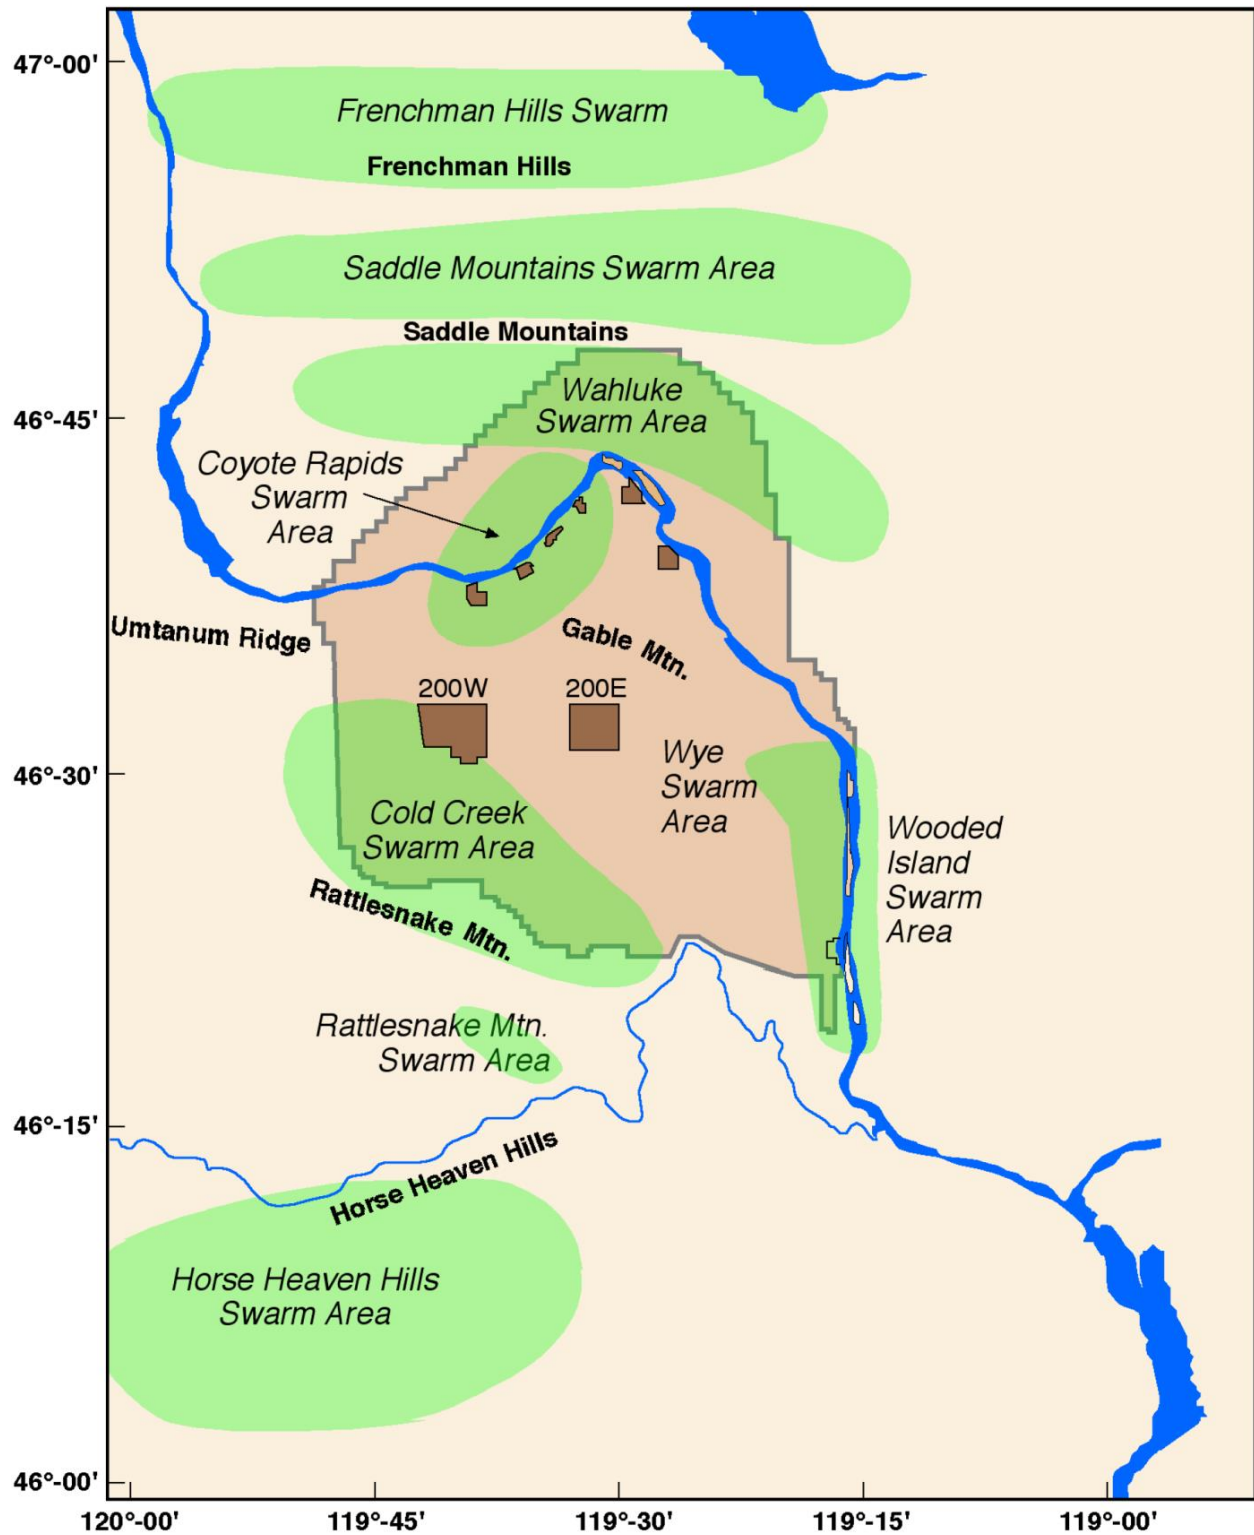 47°-00'
Frenchman Hills Swarm
Frenchman Hills
Saddle Mountains Swarm Area
Saddle Mountains
Wahluke
Swarm Area
46°-45'
Coyote Rapids
Swarm
Area
Umtanum Ridge
Gable Mtn.
200W
200E
46°-30'
Wye
Swarm
Area
Cold Creek
Swarm Area
Wooded
Island
Swarm
Area
Rattlesnake Mtn.
Rattlesnake Mtn.
Swarm Area
46°-15'
Horse Heaven Hills
Horse Heaven Hills
Swarm Area
46°-00'
120°-00'
119°-45'
119°-30'
119°-15'
119°-00'